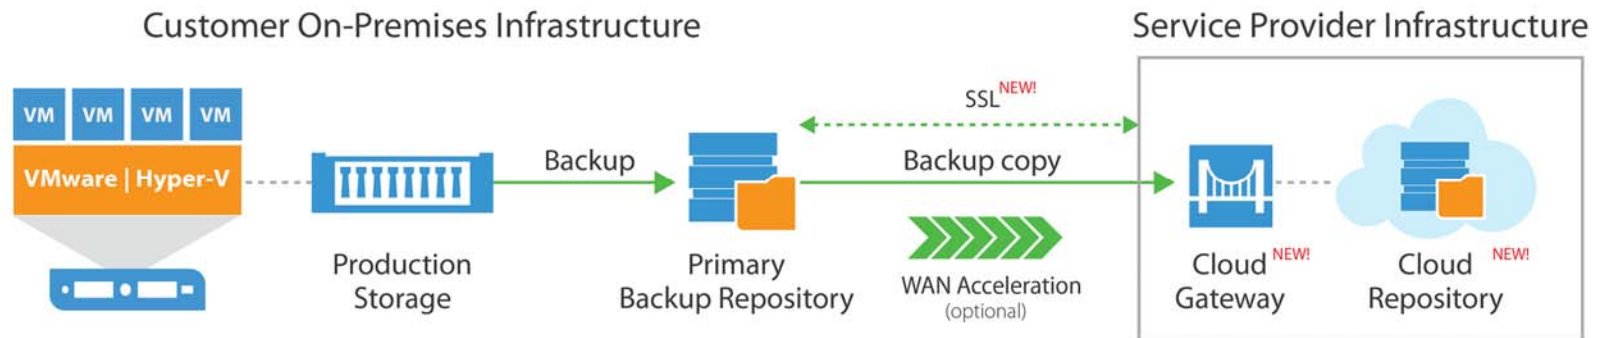 Customer On-Premises Infrastructure
Service Provider Infrastructure
VM VM VM VM
VMware | Hyper-V
Production
Storage
Backup
Primary
Backup Repository
SSL NEW!
Backup copy
WAN Acceleration
(optional)
Cloud NEW!
Gateway
Cloud NEW!
Repository